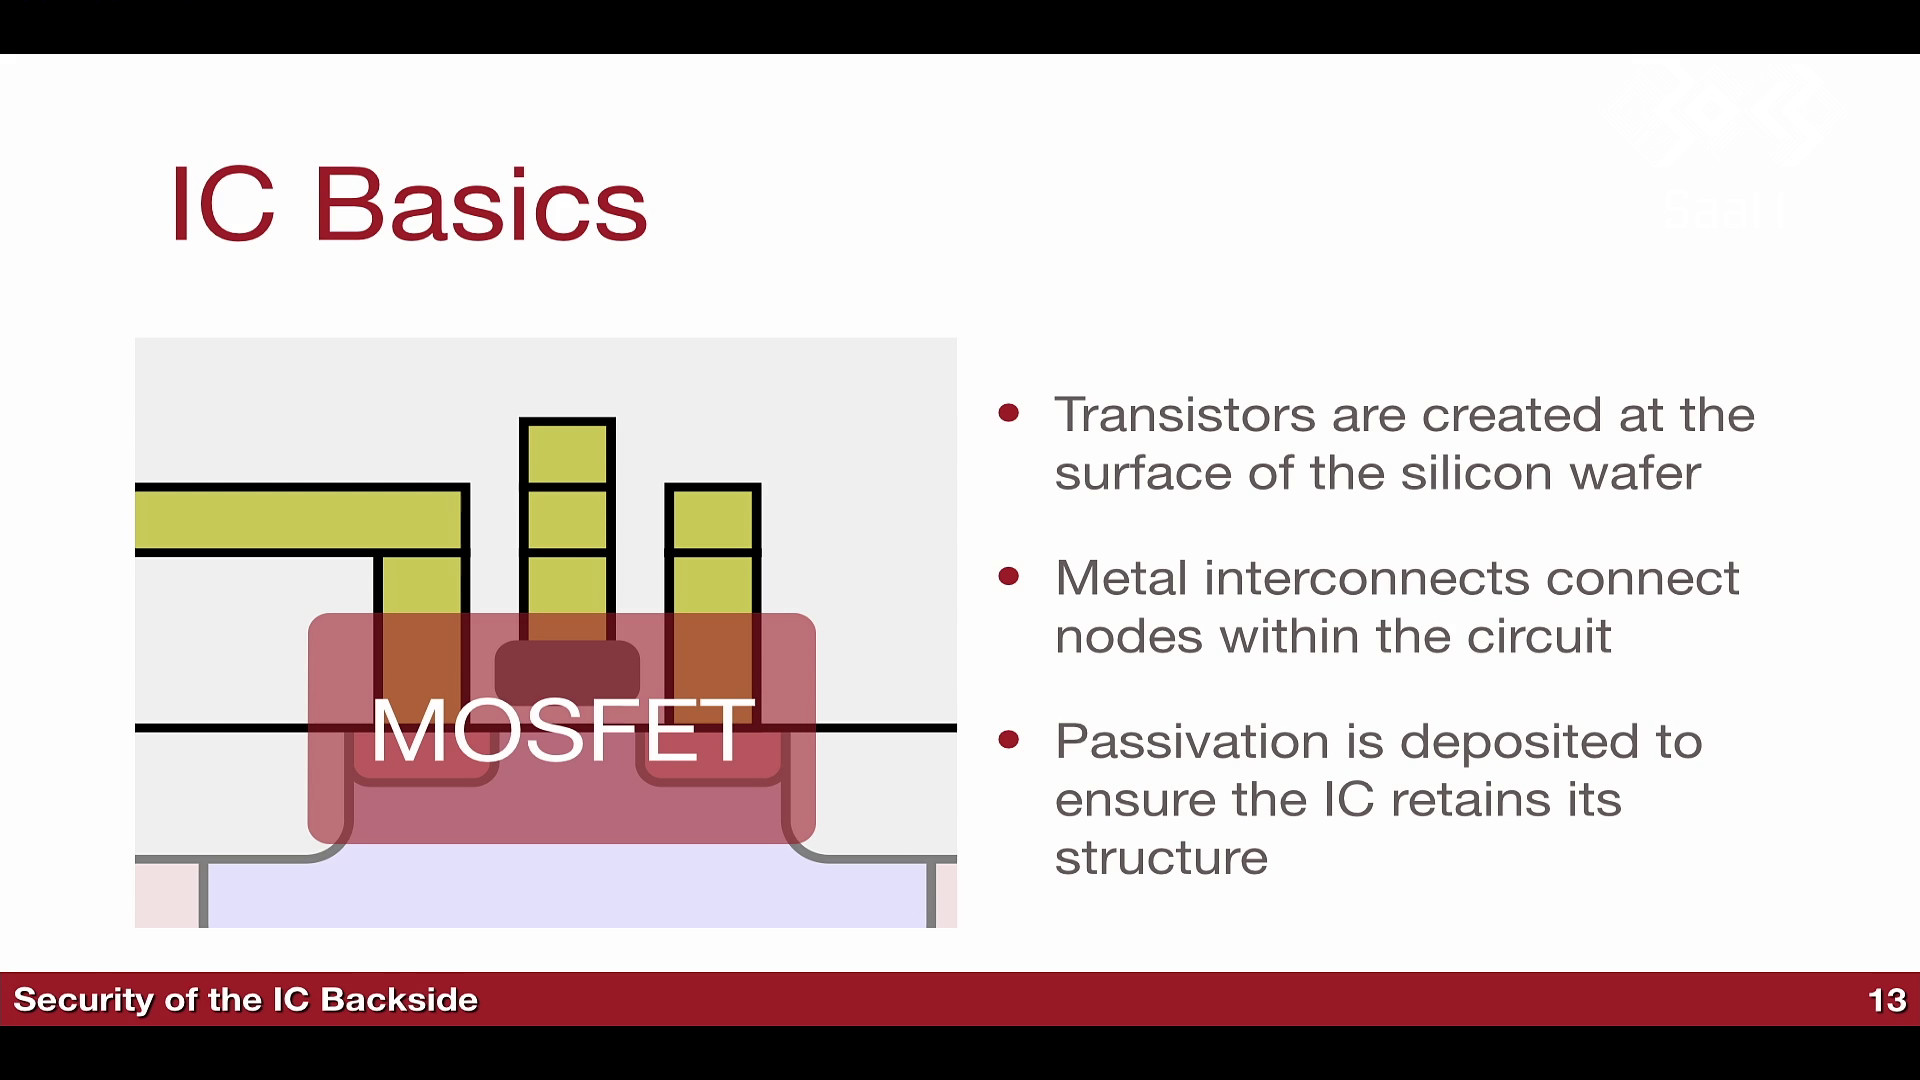 IC Basics
MOSFET
• Transistors are created at the
surface of the silicon wafer
• Metal interconnects connect
nodes within the circuit
• Passivation is deposited to
ensure the IC retains its
structure
Security of the IC Backside
13